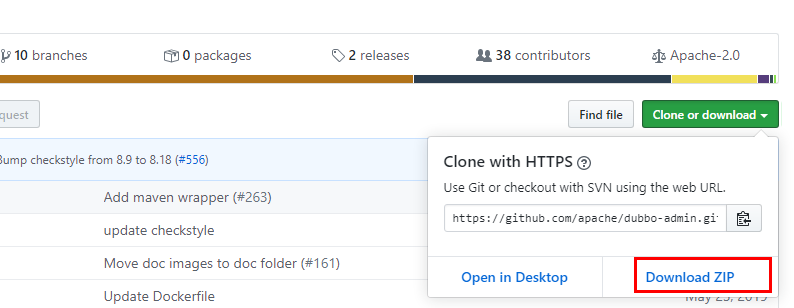 10 branches 0 packages 2 releases 38 contributors Apache-2.0
quest Find file Clone or download
Bump checkstyle from 8.9 to 8.18 (#556)
Clone with HTTPS
Use Git or checkout with SVN using the web URL.
https://github.com/apache/dubbo-admin.gi
Add maven wrapper (#263)
update checkstyle
Move doc images to doc folder (#161)
Open in Desktop Download ZIP
Update Dockerfile May 23, 2019